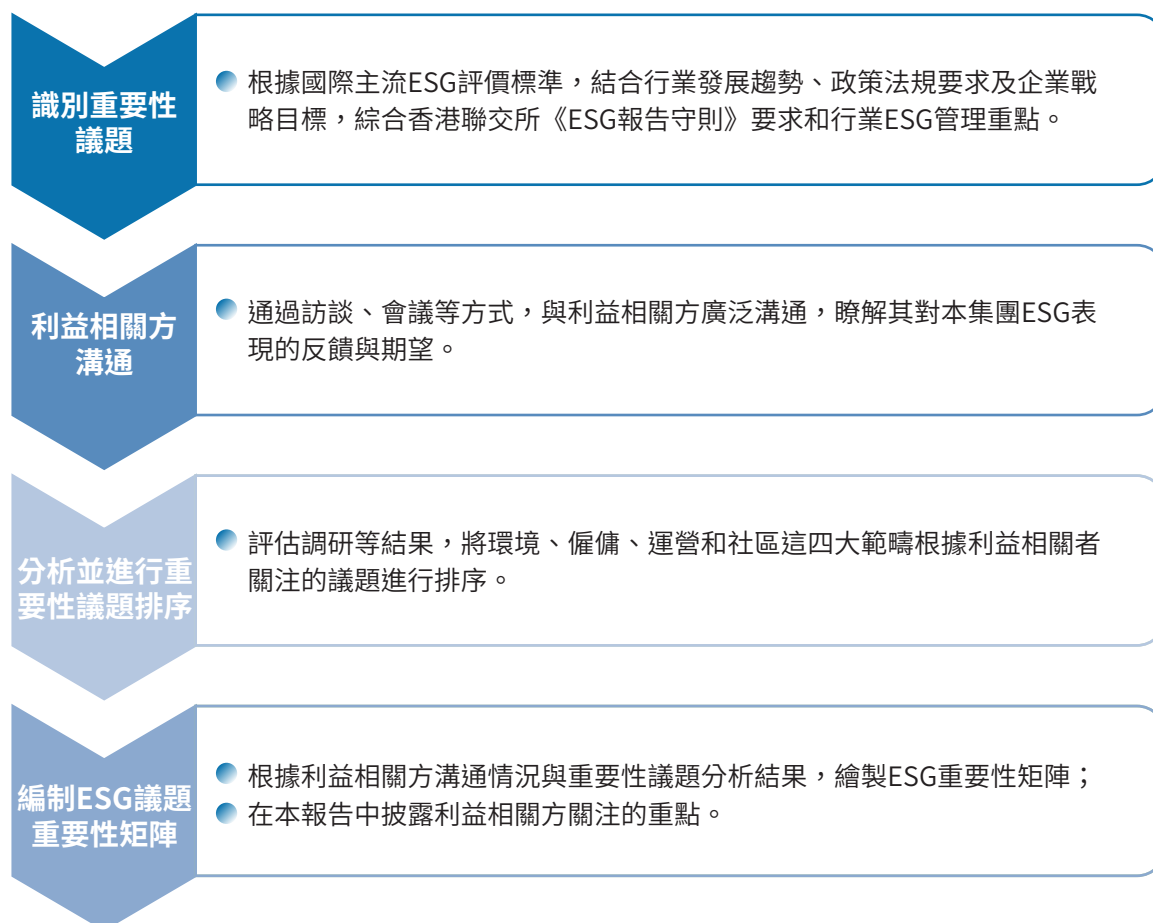 識別重要性
議題
● 根據國際主流ESG評價標準，結合行業發展趨勢、政策法規要求及企業戰
略目標，綜合香港聯交所《ESG報告守則》要求和行業ESG管理重點。
利益相關方
溝通
● 通過訪談、會議等方式，與利益相關方廣泛溝通，瞭解其對本集團ESG表
現的反饋與期望。
分析並進行重
要性議題排序
● 評估調研等結果，將環境、僱傭、運營和社區這四大範疇根據利益相關者
關注的議題進行排序。
編制ESG議題
重要性矩陣
● 根據利益相關方溝通情況與重要性議題分析結果，繪製ESG重要性矩陣；
● 在本報告中披露利益相關方關注的重點。